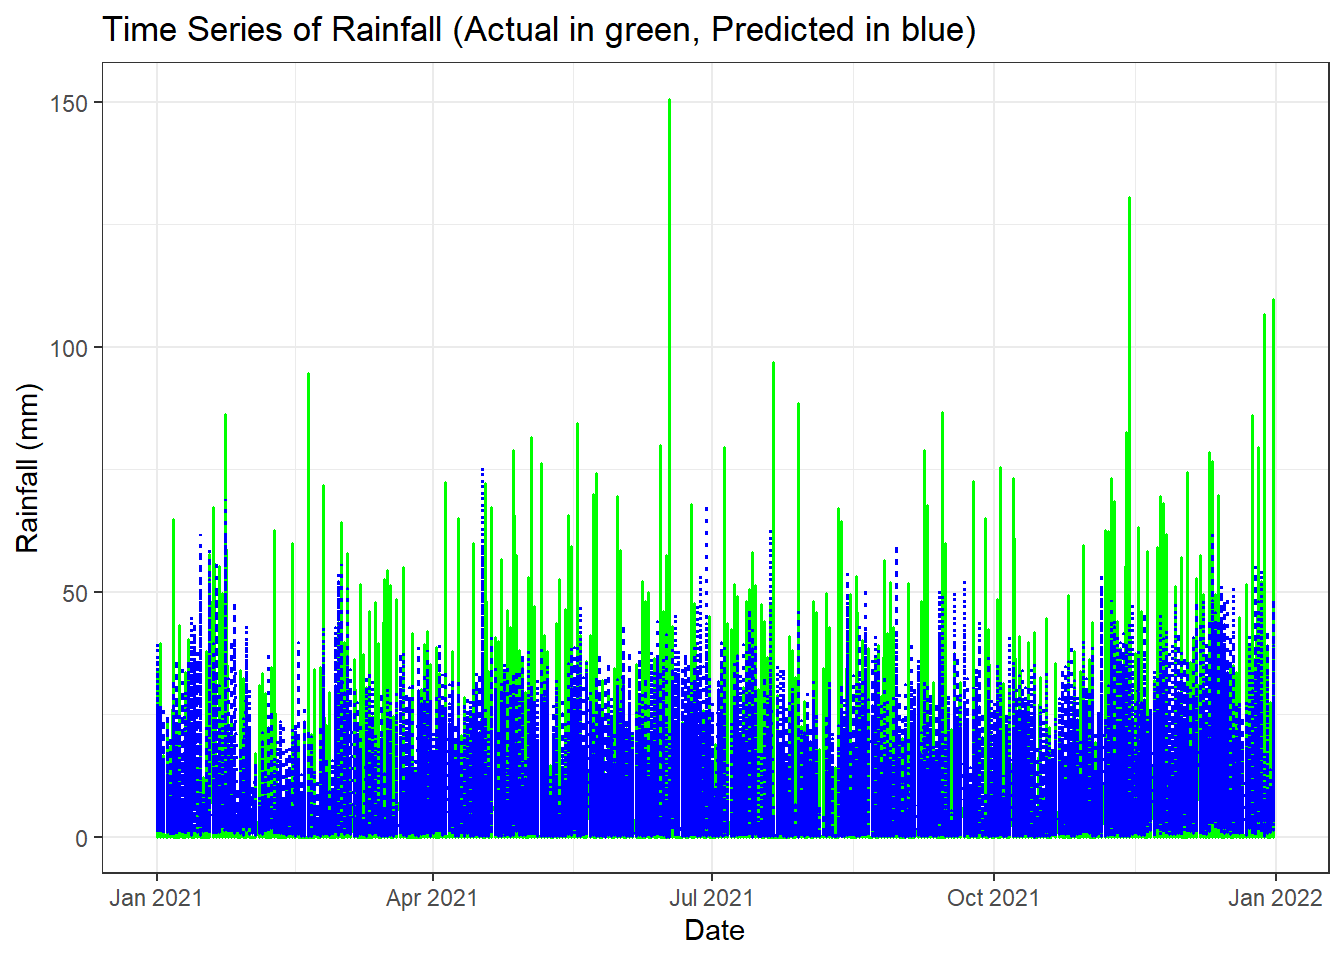 Time Series of Rainfall (Actual in green, Predicted in blue)
Rainfall (mm)
150
100
50
0
Jan 2021 Apr 2021 Jul 2021 Oct 2021 Jan 2022
Date